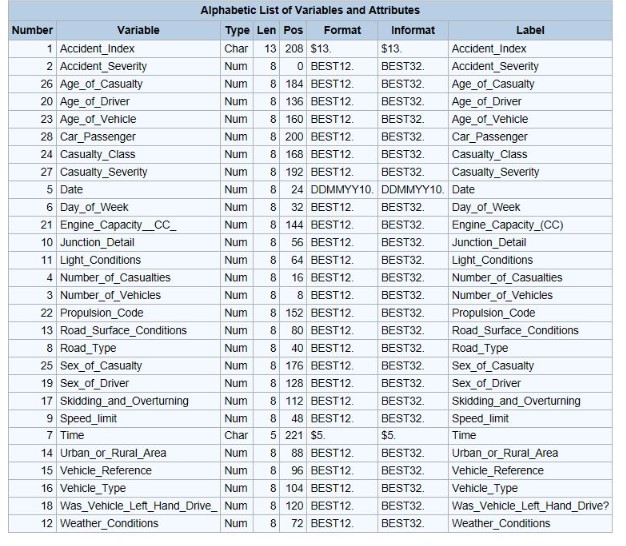 Alphabetic List of Variables and Attributes
Number Variable Type Len Pos Format Informat Label
1 Accident_Index Char 13 208 $13. $13. Accident_Index
2 Accident_Severity Num 8 0 BEST12. BEST32. Accident_Severity
26 Age_of_Casualty Num 8 184 BEST12. BEST32. Age_of_Casualty
20 Age_of_Driver Num 8 136 BEST12. BEST32. Age_of_Driver
23 Age_of_Vehicle Num 8 160 BEST12. BEST32. Age_of_Vehicle
28 Car_Passenger Num 8 200 BEST12. BEST32. Car_Passenger
24 Casualty_Class Num 8 168 BEST12. BEST32. Casualty_Class
27 Casualty_Severity Num 8 192 BEST12. BEST32. Casualty_Severity
5 Date Num 8 24 DDMMYY10. DDMMYY10. Date
6 Day_of_Week Num 8 32 BEST12. BEST32. Day_of_Week
21 Engine_Capacity__CC_ Num 8 144 BEST12. BEST32. Engine_Capacity_(CC)
10 Junction_Detail Num 8 56 BEST12. BEST32. Junction_Detail
11 Light_Conditions Num 8 64 BEST12. BEST32. Light_Conditions
4 Number_of_Casualties Num 8 16 BEST12. BEST32. Number_of_Casualties
3 Number_of_Vehicles Num 8 8 BEST12. BEST32. Number_of_Vehicles
22 Propulsion_Code Num 8 152 BEST12. BEST32. Propulsion_Code
13 Road_Surface_Conditions Num 8 80 BEST12. BEST32. Road_Surface_Conditions
8 Road_Type Num 8 40 BEST12. BEST32. Road_Type
25 Sex_of_Casualty Num 8 176 BEST12. BEST32. Sex_of_Casualty
19 Sex_of_Driver Num 8 128 BEST12. BEST32. Sex_of_Driver
17 Skidding_and_Overturning Num 8 112 BEST12. BEST32. Skidding_and_Overturning
9 Speed_limit Num 8 48 BEST12. BEST32. Speed_limit
7 Time Char 5 221 $5. $5. Time
14 Urban_or_Rural_Area Num 8 88 BEST12. BEST32. Urban_or_Rural_Area
15 Vehicle_Reference Num 8 96 BEST12. BEST32. Vehicle_Reference
16 Vehicle_Type Num 8 104 BEST12. BEST32. Vehicle_Type
18 Was_Vehicle_Left_Hand_Drive_ Num 8 120 BEST12. BEST32. Was_Vehicle_Left_Hand_Drive?
12 Weather_Conditions Num 8 72 BEST12. BEST32. Weather_Conditions